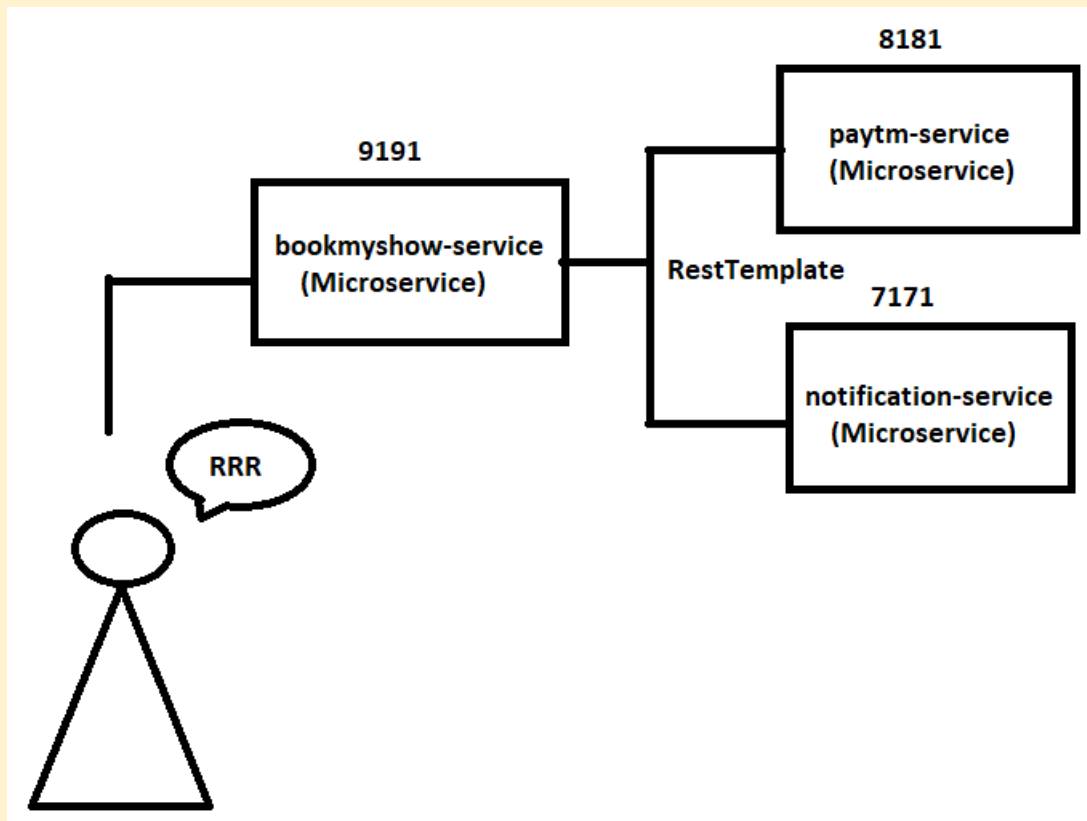 8181
paytm-service
(Microservice)
9191
bookmyshow-service
(Microservice)
RestTemplate
7171
notification-service
(Microservice)
RRR